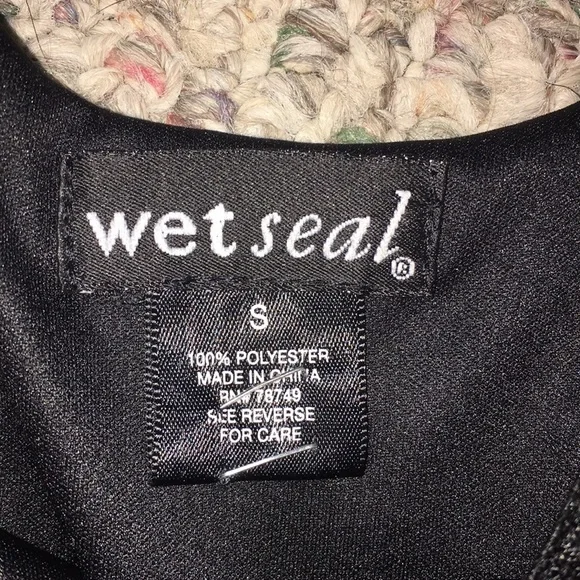 wet seal®
S
100% POLYESTER
MADE IN CHINA
RN# 78749
SEE REVERSE
FOR CARE